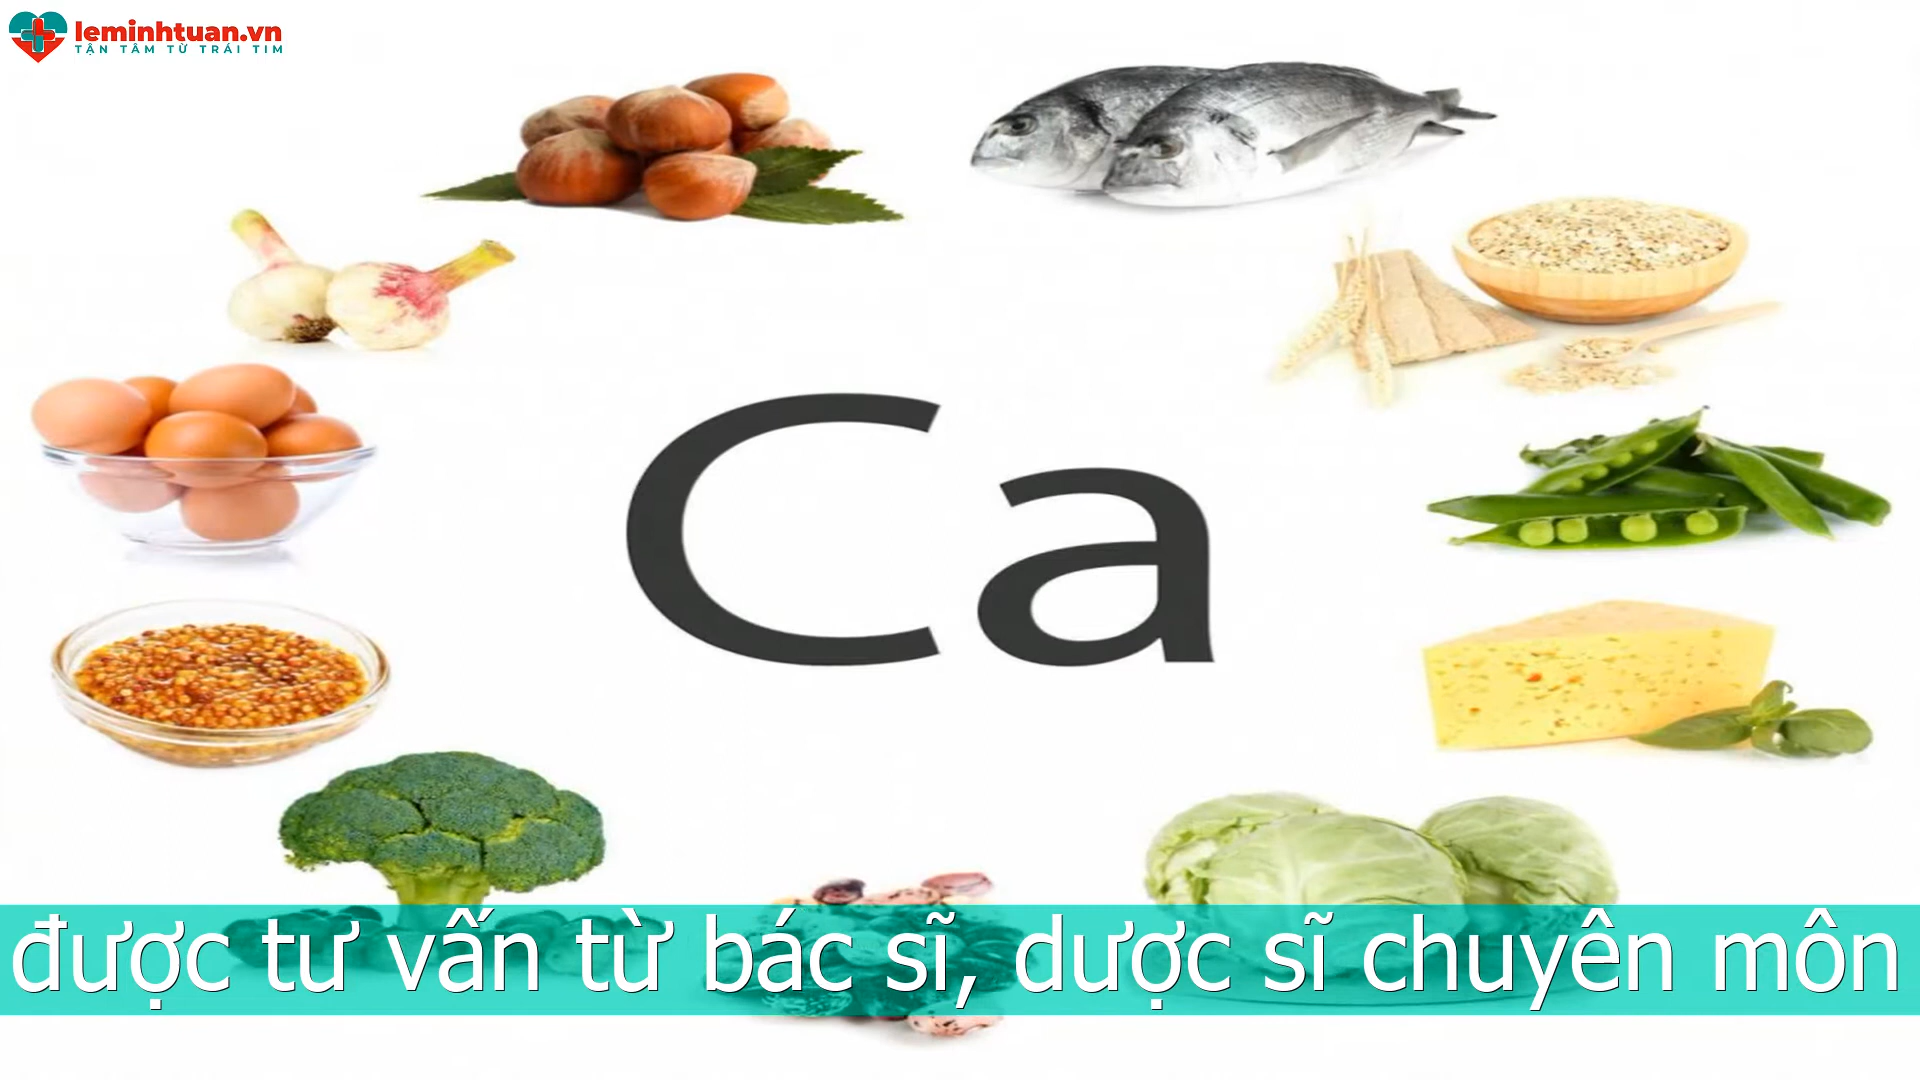 leminhtuan.vn
TẬN TÂM TỪ TRÁI TIM
Ca
được tư vấn từ bác sĩ, dược sĩ chuyên môn